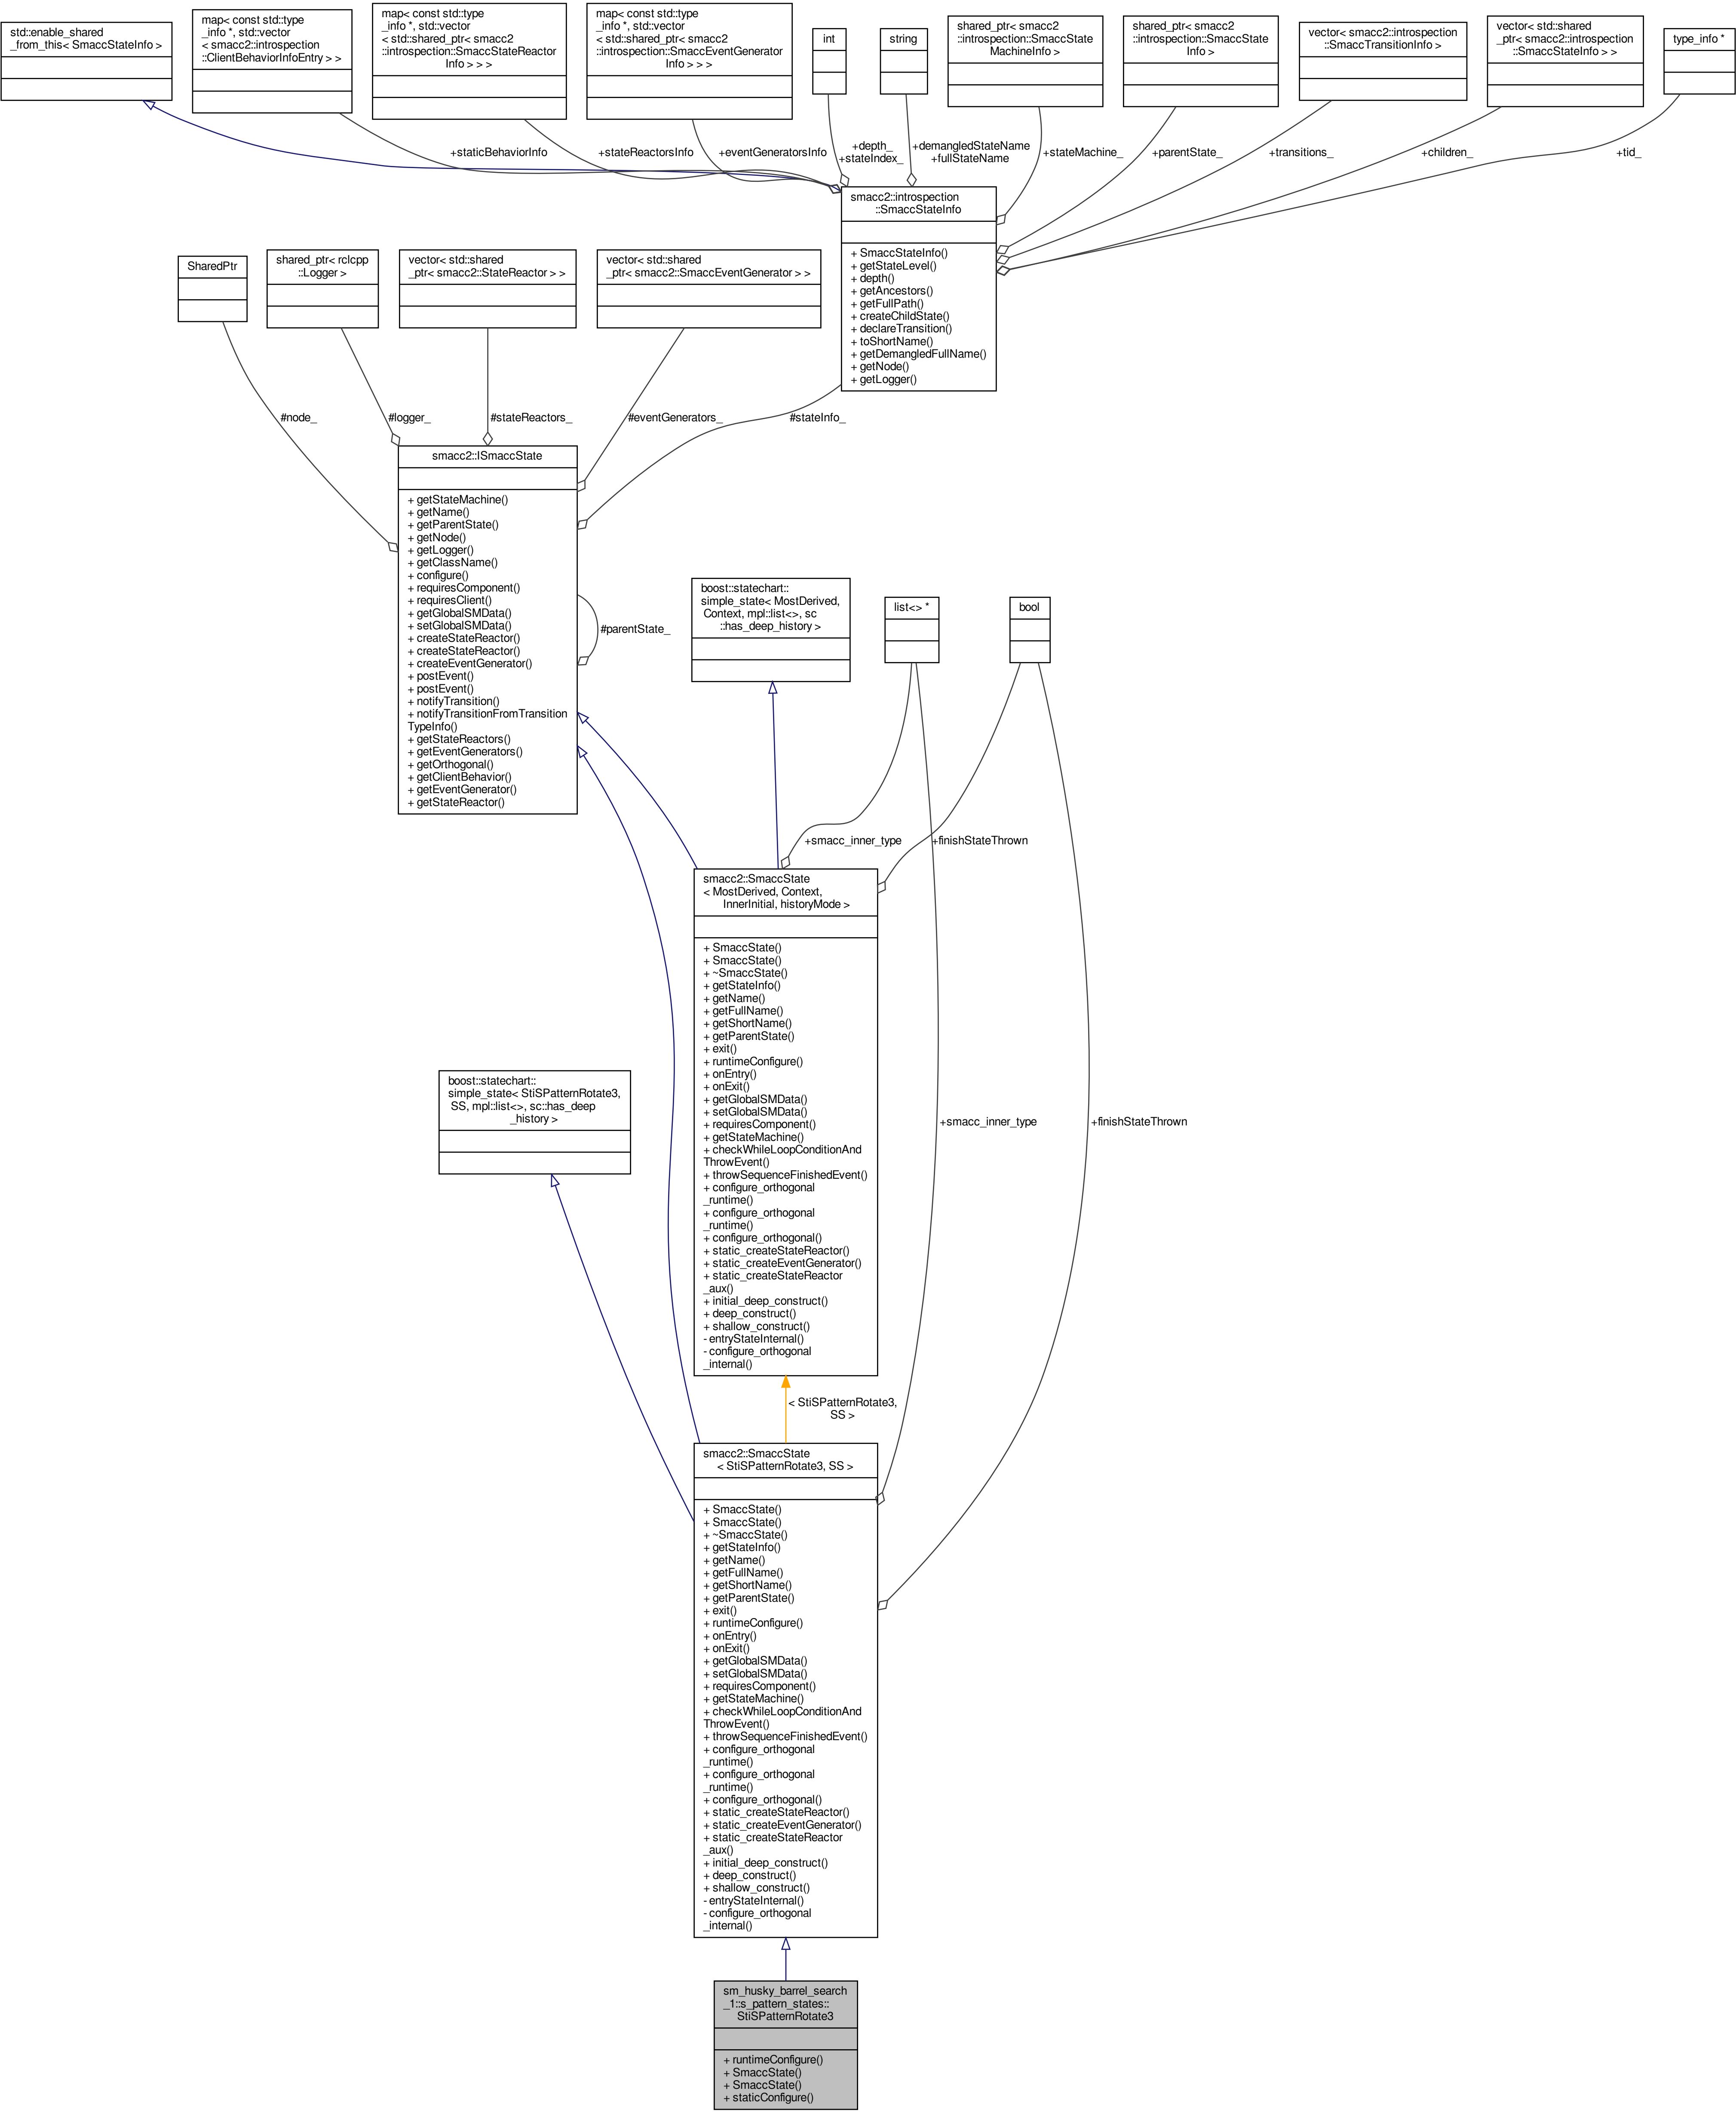 std::enable_shared
_from_this< SmaccStateInfo >
map< const std::type
_info *, std::vector
< smacc2::introspection
::ClientBehaviorInfoEntry > >
map< const std::type
_info *, std::vector
< std::shared_ptr< smacc2
::introspection::SmaccStateReactor
Info > > >
map< const std::type
_info *, std::vector
< std::shared_ptr< smacc2
::introspection::SmaccEventGenerator
Info > > >
int
string
shared_ptr< smacc2
::introspection::SmaccState
MachineInfo >
shared_ptr< smacc2
::introspection::SmaccState
Info >
vector< smacc2::introspection
::SmaccTransitionInfo >
vector< std::shared
_ptr< smacc2::introspection
::SmaccStateInfo > >
type_info *
+staticBehaviorInfo
+stateReactorsInfo
+eventGeneratorsInfo
+depth_
+stateIndex_
+demangledStateName
+fullStateName
+stateMachine_
+parentState_
+transitions_
+children_
+tid_
smacc2::introspection
::SmaccStateInfo
+ SmaccStateInfo()
+ getStateLevel()
+ depth()
+ getAncestors()
+ getFullPath()
+ createChildState()
+ declareTransition()
+ toShortName()
+ getDemangledFullName()
+ getNode()
+ getLogger()
SharedPtr
shared_ptr< rclcpp
::Logger >
vector< std::shared
_ptr< smacc2::StateReactor > >
vector< std::shared
_ptr< smacc2::SmaccEventGenerator > >
#node_
#logger_
#stateReactors_
#eventGenerators_
#stateInfo_
smacc2::ISmaccState
+ getStateMachine()
+ getName()
+ getParentState()
+ getNode()
+ getLogger()
+ getClassName()
+ configure()
+ requiresComponent()
+ requiresClient()
+ getGlobalSMData()
+ setGlobalSMData()
+ createStateReactor()
+ createStateReactor()
+ createEventGenerator()
+ postEvent()
+ postEvent()
+ notifyTransition()
+ notifyTransitionFromTransition
TypeInfo()
+ getStateReactors()
+ getEventGenerators()
+ getOrthogonal()
+ getClientBehavior()
+ getEventGenerator()
+ getStateReactor()
#parentState_
boost::statechart::
simple_state< MostDerived,
Context, mpl::list<>, sc
::has_deep_history >
list<> *
bool
+smacc_inner_type
+finishStateThrown
smacc2::SmaccState
< MostDerived, Context,
InnerInitial, historyMode >
+ SmaccState()
+ SmaccState()
+ ~SmaccState()
+ getStateInfo()
+ getName()
+ getFullName()
+ getShortName()
+ getParentState()
+ exit()
+ runtimeConfigure()
+ onEntry()
+ onExit()
+ getGlobalSMData()
+ setGlobalSMData()
+ requiresComponent()
+ getStateMachine()
+ checkWhileLoopConditionAnd
ThrowEvent()
+ throwSequenceFinishedEvent()
+ configure_orthogonal
_runtime()
+ configure_orthogonal
_runtime()
+ configure_orthogonal()
+ static_createStateReactor()
+ static_createEventGenerator()
+ static_createStateReactor
_aux()
+ initial_deep_construct()
+ deep_construct()
+ shallow_construct()
- entryStateInternal()
- configure_orthogonal
_internal()
boost::statechart::
simple_state< StiSPatternRotate3,
SS, mpl::list<>, sc::has_deep
_history >
+smacc_inner_type
+finishStateThrown
< StiSPatternRotate3,
SS >
smacc2::SmaccState
< StiSPatternRotate3, SS >
+ SmaccState()
+ SmaccState()
+ ~SmaccState()
+ getStateInfo()
+ getName()
+ getFullName()
+ getShortName()
+ getParentState()
+ exit()
+ runtimeConfigure()
+ onEntry()
+ onExit()
+ getGlobalSMData()
+ setGlobalSMData()
+ requiresComponent()
+ getStateMachine()
+ checkWhileLoopConditionAnd
ThrowEvent()
+ throwSequenceFinishedEvent()
+ configure_orthogonal
_runtime()
+ configure_orthogonal
_runtime()
+ configure_orthogonal()
+ static_createStateReactor()
+ static_createEventGenerator()
+ static_createStateReactor
_aux()
+ initial_deep_construct()
+ deep_construct()
+ shallow_construct()
- entryStateInternal()
- configure_orthogonal
_internal()
sm_husky_barrel_search
_1::s_pattern_states::
StiSPatternRotate3
+ runtimeConfigure()
+ SmaccState()
+ SmaccState()
+ staticConfigure()